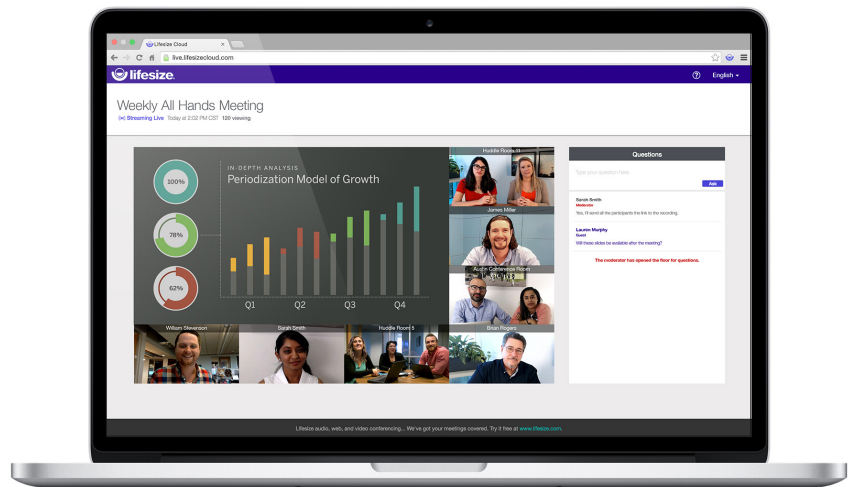 Lifesize Cloud
live.lifesizecloud.com
lifesize
English
Weekly All Hands Meeting
Streaming Live Today at 2:02 PM CST 120 viewing
IN-DEPTH ANALYSIS
Periodization Model of Growth
100%
78%
62%
Q1 Q2 Q3 Q4
Huddle Room 11
James Miller
Austin Conference Room
Brian Rogers
William Stevenson
Sarah Smith
Huddle Room 5
Questions
Type your question here
Ask
Sarah Smith
Moderator
Yes, I'll send all the participants the link to the recording.
Lauren Murphy
Guest
Will these slides be available after the meeting?
The moderator has opened the floor for questions.
Lifesize audio, web, and video conferencing... We've got your meetings covered. Try it free at www.lifesize.com.